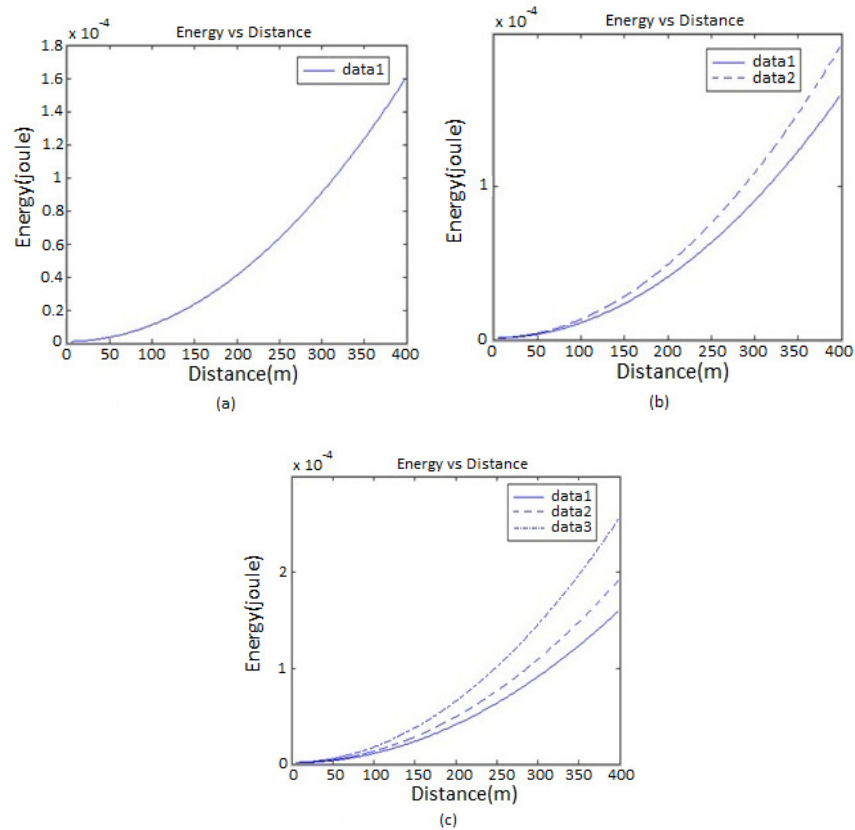 x 10⁻⁴
Energy vs Distance
1.8
1.6
1.4
1.2
1
0.8
0.6
0.4
0.2
0
data1
Energy(joule)
0 50 100 150 200 250 300 350 400
Distance(m)
(a)
x 10⁻⁴
Energy vs Distance
data1
data2
1
0
Energy(joule)
0 50 100 150 200 250 300 350 400
Distance(m)
(b)
x 10⁻⁴
Energy vs Distance
data1
data2
data3
2
1
0
Energy(joule)
0 50 100 150 200 250 300 350 400
Distance(m)
(c)